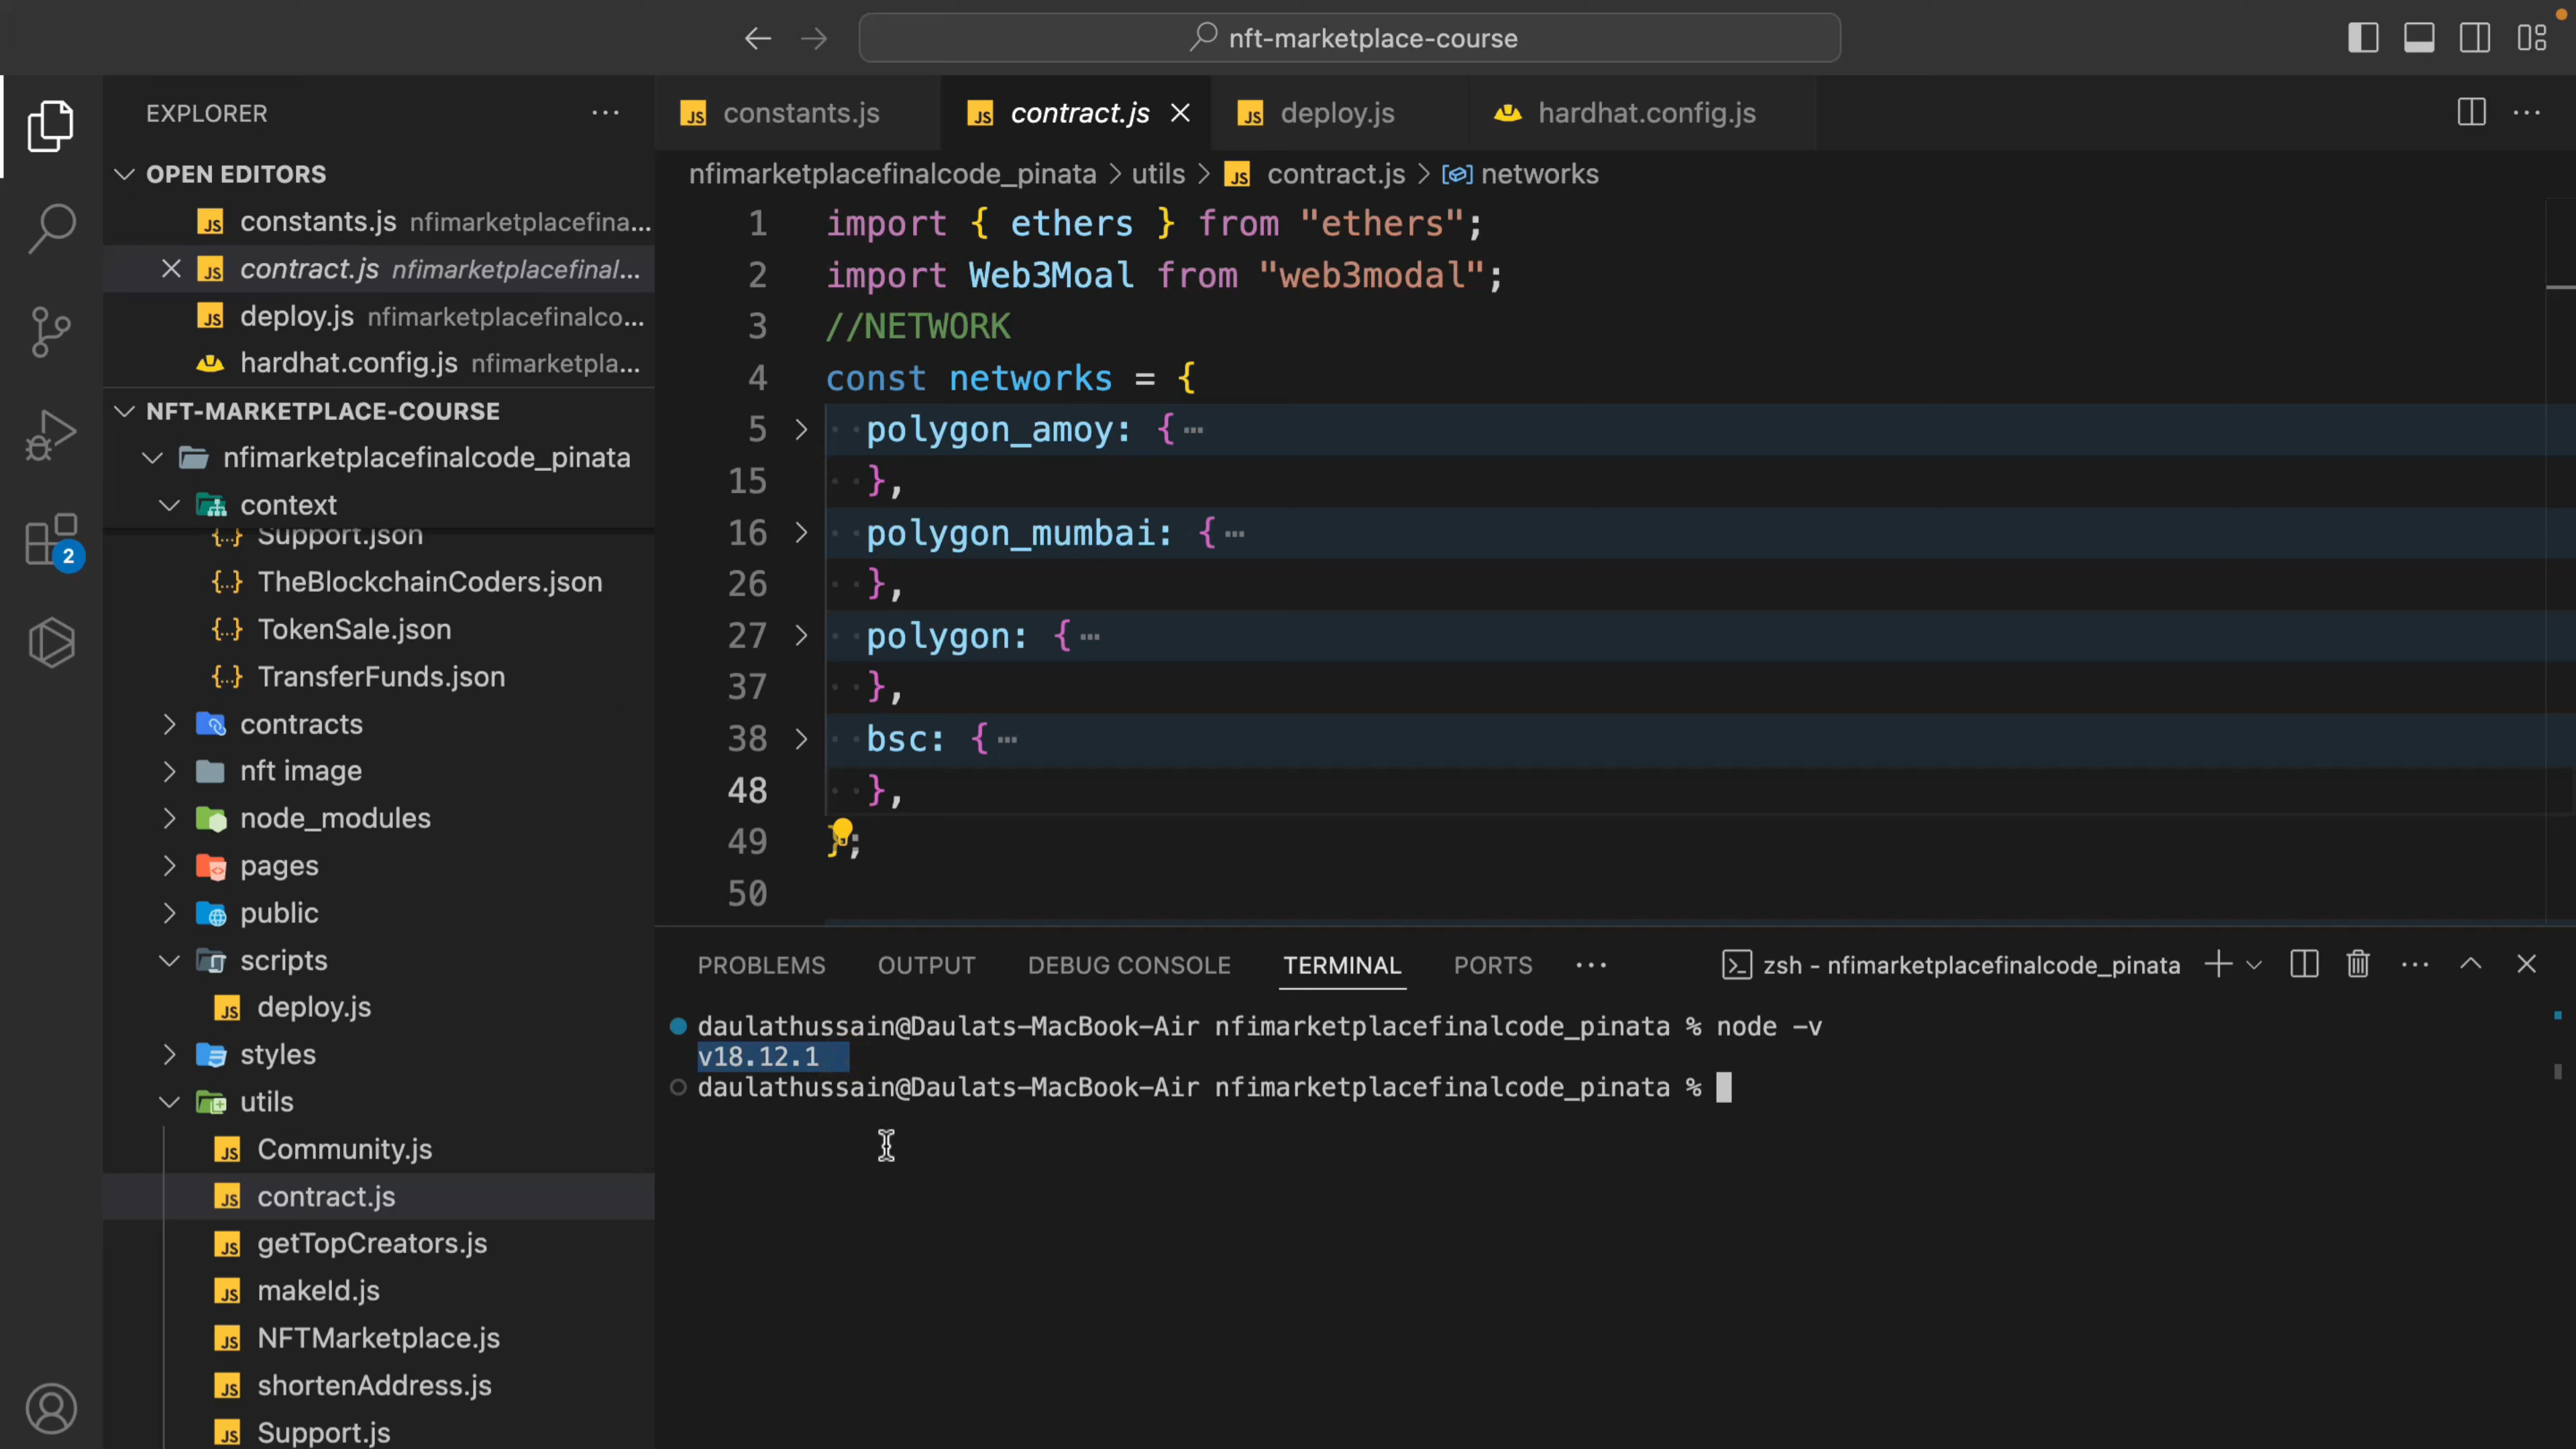 nft-marketplace-course
EXPLORER
OPEN EDITORS
constants.js nfimarketplacefina...
contract.js nfimarketplacefinal...
deploy.js nfimarketplacefinalco...
hardhat.config.js nfimarketpla...
NFT-MARKETPLACE-COURSE
nfimarketplacefinalcode_pinata
context
Support.json
TheBlockchainCoders.json
TokenSale.json
TransferFunds.json
contracts
nft image
node_modules
pages
public
scripts
deploy.js
styles
utils
Community.js
contract.js
getTopCreators.js
makeId.js
NFTMarketplace.js
shortenAddress.js
Support.js
2
constants.js contract.js deploy.js hardhat.config.js
nfimarketplacefinalcode_pinata > utils > contract.js > networks
1 import { ethers } from "ethers";
2 import Web3Moal from "web3modal";
3 //NETWORK
4 const networks = {
5 polygon_amoy: {…
15 },
16 polygon_mumbai: {…
26 },
27 polygon: {…
37 },
38 bsc: {…
48 },
49 };
50
PROBLEMS OUTPUT DEBUG CONSOLE TERMINAL PORTS zsh - nfimarketplacefinalcode_pinata
daulathussain@Daulats-MacBook-Air nfimarketplacefinalcode_pinata % node -v
v18.12.1
daulathussain@Daulats-MacBook-Air nfimarketplacefinalcode_pinata %